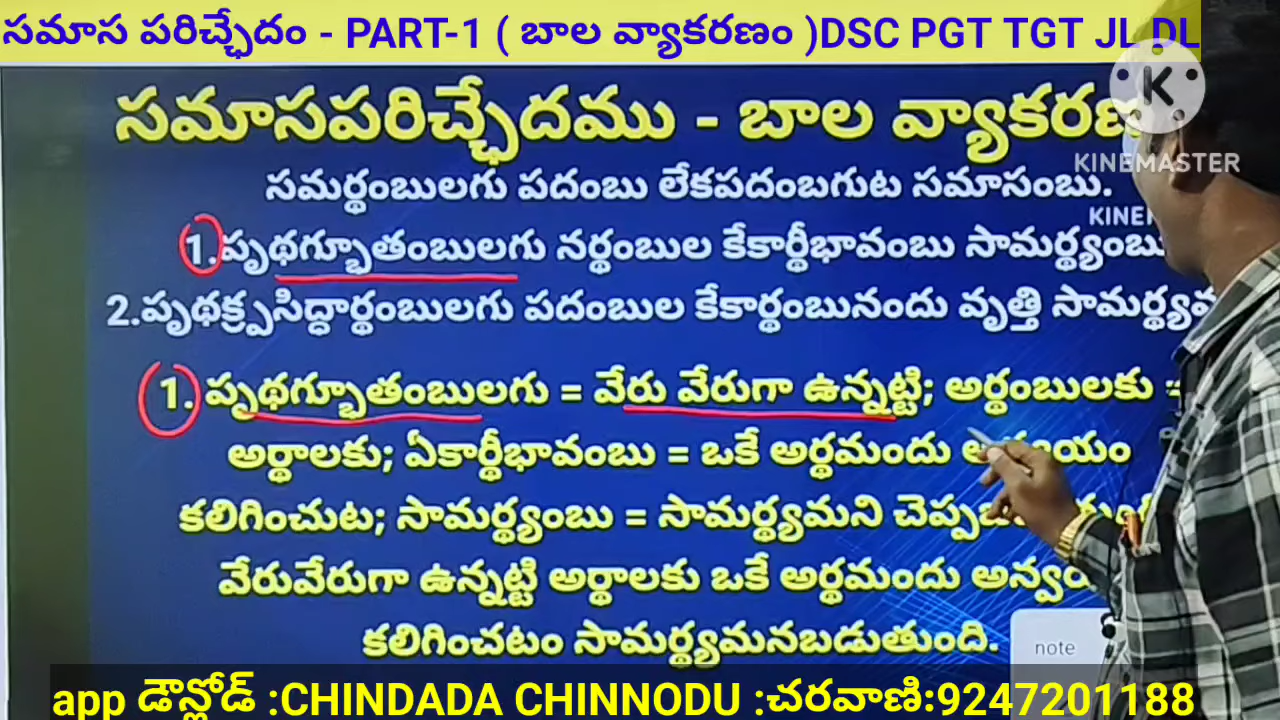 సమాస పరిచ్ఛేదం - PART-1 ( బాల వ్యాకరణం )DSC PGT TGT JL DL
సమాసపరిచ్ఛేదము - బాల వ్యాకరణ
KINEMASTER
సమర్థంబులగు పదంబు లేకపదంబగుట సమాసంబు.
1.పృథగ్భూతంబులగు నర్థంబుల కేకార్థీభావంబు సామర్థ్యంబు
2.పృథక్ప్రసిద్ధార్థంబులగు పదంబుల కేకార్థంబునందు వృత్తి
1. పృథగ్భూతంబులగు = వేరు వేరుగా ఉన్నట్టి; అర్థంబులకు =
అర్థాలకు; ఏకార్థీభావంబు = ఒకే అర్థమందు
కలిగించుట; సామర్థ్యంబు = సామర్థ్యమని
వేరువేరుగా ఉన్నట్టి అర్థాలకు ఒకే అర్థమందు
కలిగించటం సామర్థ్యమనబడుతుంది.
note
app డౌన్లోడ్ :CHINDADA CHINNODU :చరవాణి:9247201188